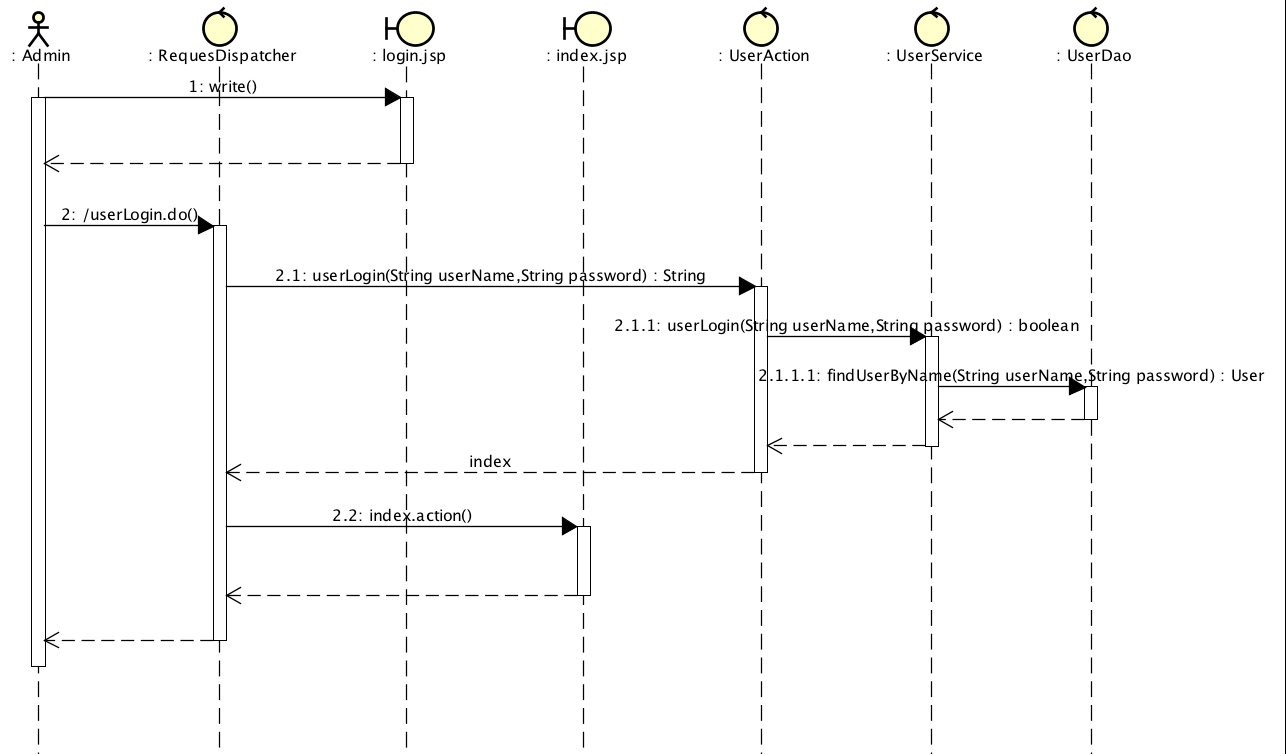 : Admin
: RequesDispatcher
: login.jsp
: index.jsp
: UserAction
: UserService
: UserDao
1: write()
2: /userLogin.do()
2.1: userLogin(String userName,String password) : String
2.1.1: userLogin(String userName,String password) : boolean
2.1.1.1: findUserByName(String userName,String password) : User
index
2.2: index.action()